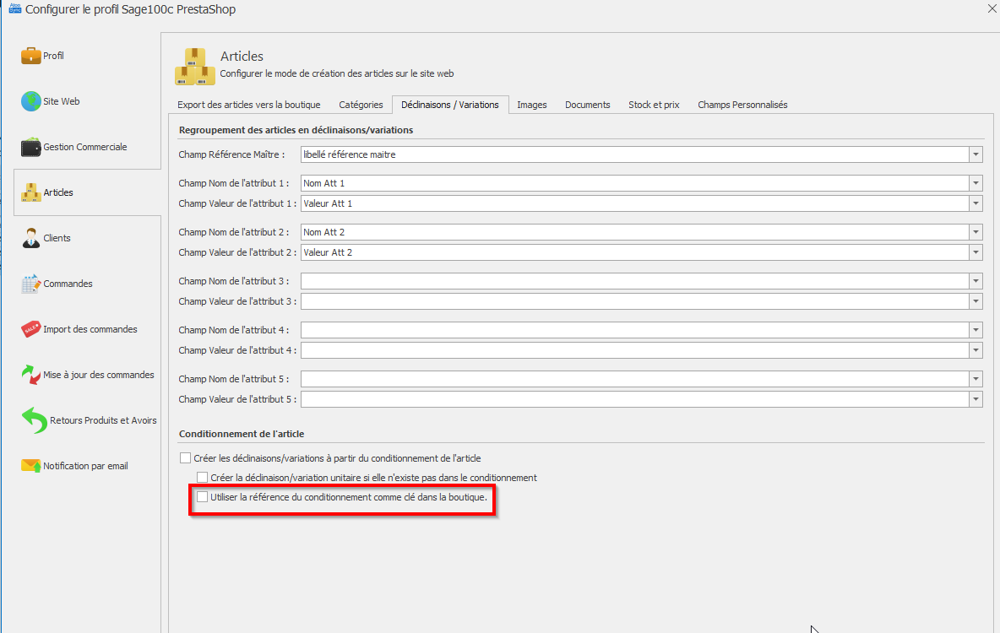 Atoo Sync Configurer le profil Sage100c PrestaShop
Profil
Site Web
Gestion Commerciale
Articles
Clients
Commandes
Import des commandes
SALE
Mise à jour des commandes
Retours Produits et Avoirs
Notification par email
Articles
Configurer le mode de création des articles sur le site web
Export des articles vers la boutique Catégories Déclinaisons / Variations Images Documents Stock et prix Champs Personnalisés
Regroupement des articles en déclinaisons/variations
Champ Référence Maître : libellé référence maitre
Champ Nom de l'attribut 1 : Nom Att 1
Champ Valeur de l'attribut 1 : Valeur Att 1
Champ Nom de l'attribut 2 : Nom Att 2
Champ Valeur de l'attribut 2 : Valeur Att 2
Champ Nom de l'attribut 3 :
Champ Valeur de l'attribut 3 :
Champ Nom de l'attribut 4 :
Champ Valeur de l'attribut 4 :
Champ Nom de l'attribut 5 :
Champ Valeur de l'attribut 5 :
Conditionnement de l'article
Créer les déclinaisons/variations à partir du conditionnement de l'article
Créer la déclinaison/variation unitaire si elle n'existe pas dans le conditionnement
Utiliser la référence du conditionnement comme clé dans la boutique.